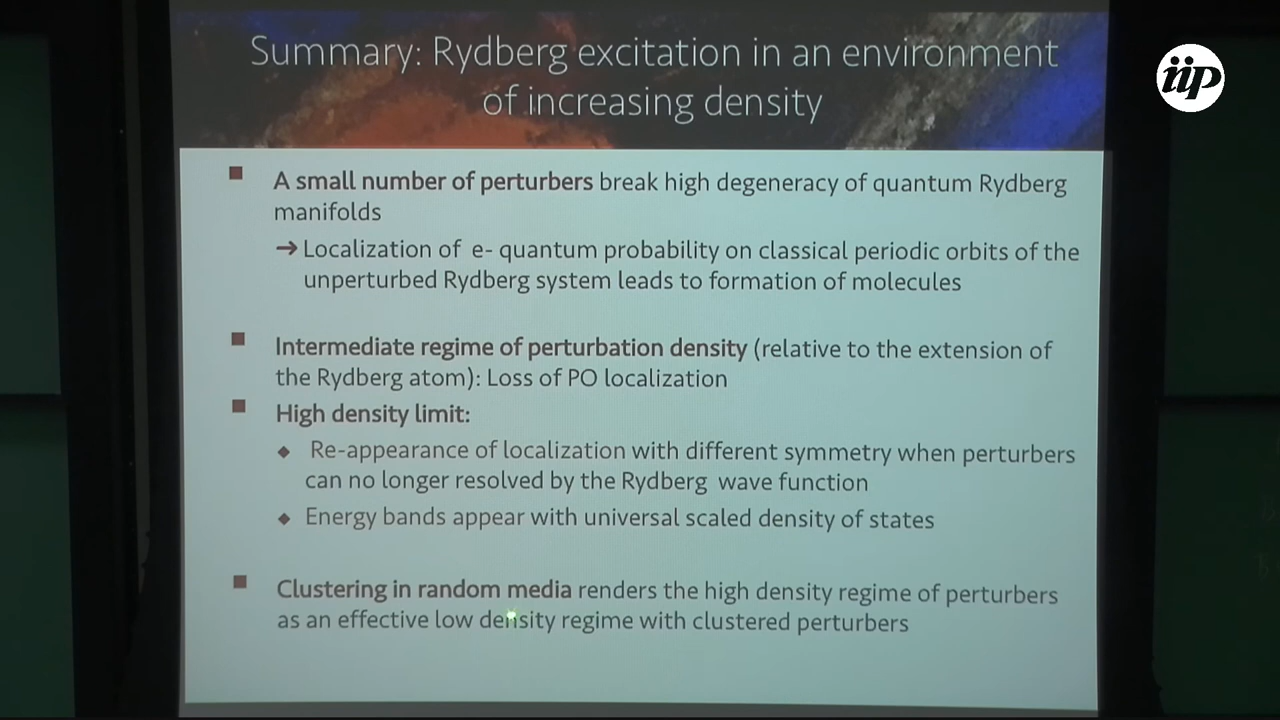 Summary: Rydberg excitation in an environment
of increasing density
iip
A small number of perturbers break high degeneracy of quantum Rydberg
manifolds
→ Localization of e- quantum probability on classical periodic orbits of the
unperturbed Rydberg system leads to formation of molecules
Intermediate regime of perturbation density (relative to the extension of
the Rydberg atom): Loss of PO localization
High density limit:
Re-appearance of localization with different symmetry when perturbers
can no longer resolved by the Rydberg wave function
Energy bands appear with universal scaled density of states
Clustering in random media renders the high density regime of perturbers
as an effective low density regime with clustered perturbers